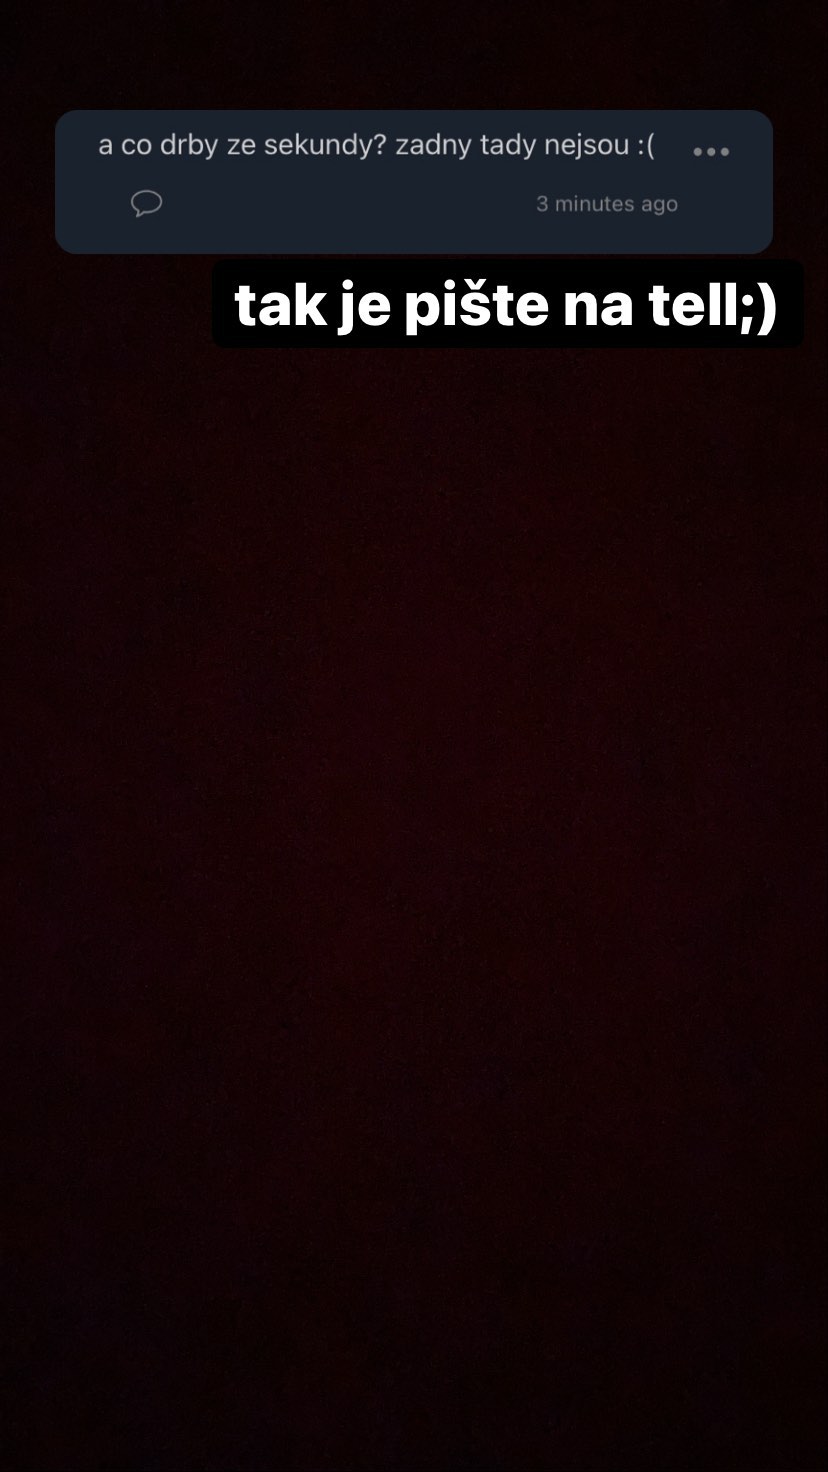 a co drby ze sekundy? zadny tady nejsou :(
3 minutes ago
tak je pište na tell;)